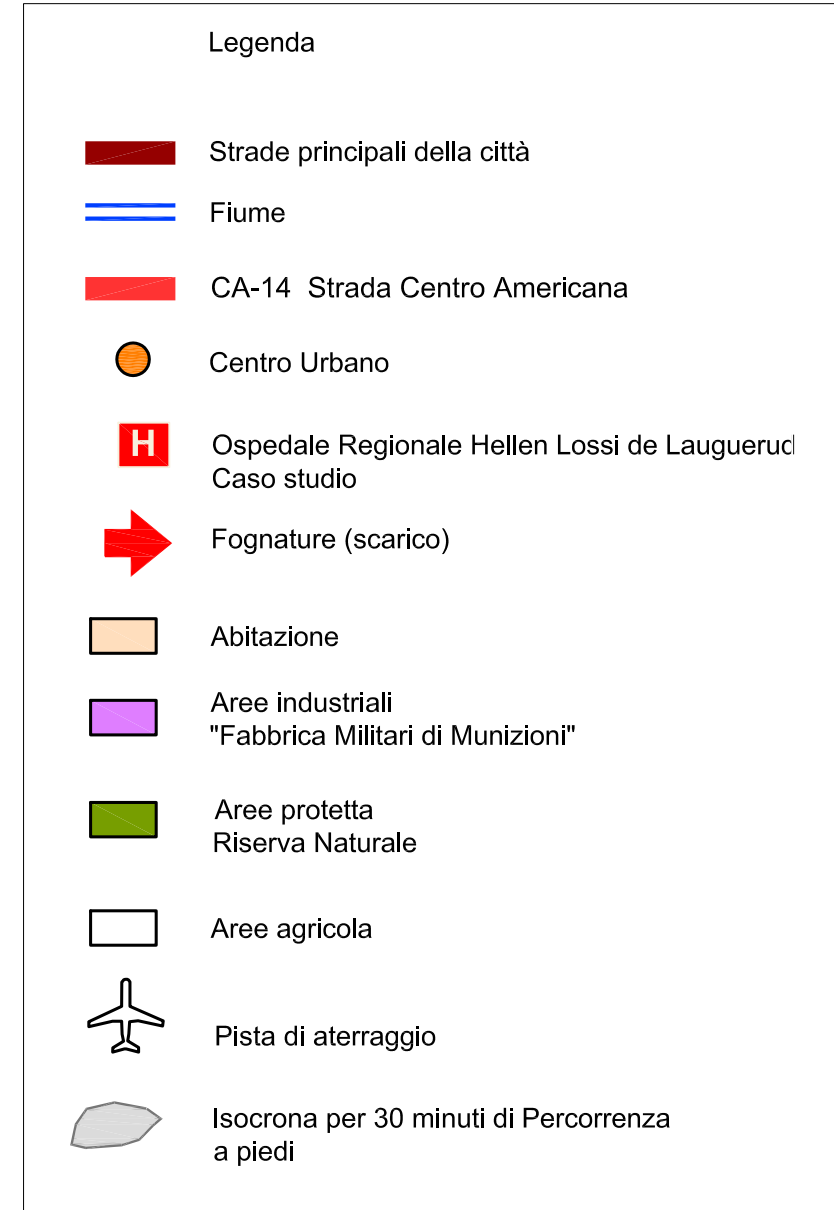 Legenda
Strade principali della città
Fiume
CA-14 Strada Centro Americana
Centro Urbano
H
Ospedale Regionale Hellen Lossi de Lauguerud
Caso studio
Fognature (scarico)
Abitazione
Aree industriali
"Fabbrica Militari di Munizioni"
Aree protetta
Riserva Naturale
Aree agricola
Pista di aterraggio
Isocrona per 30 minuti di Percorrenza
a piedi